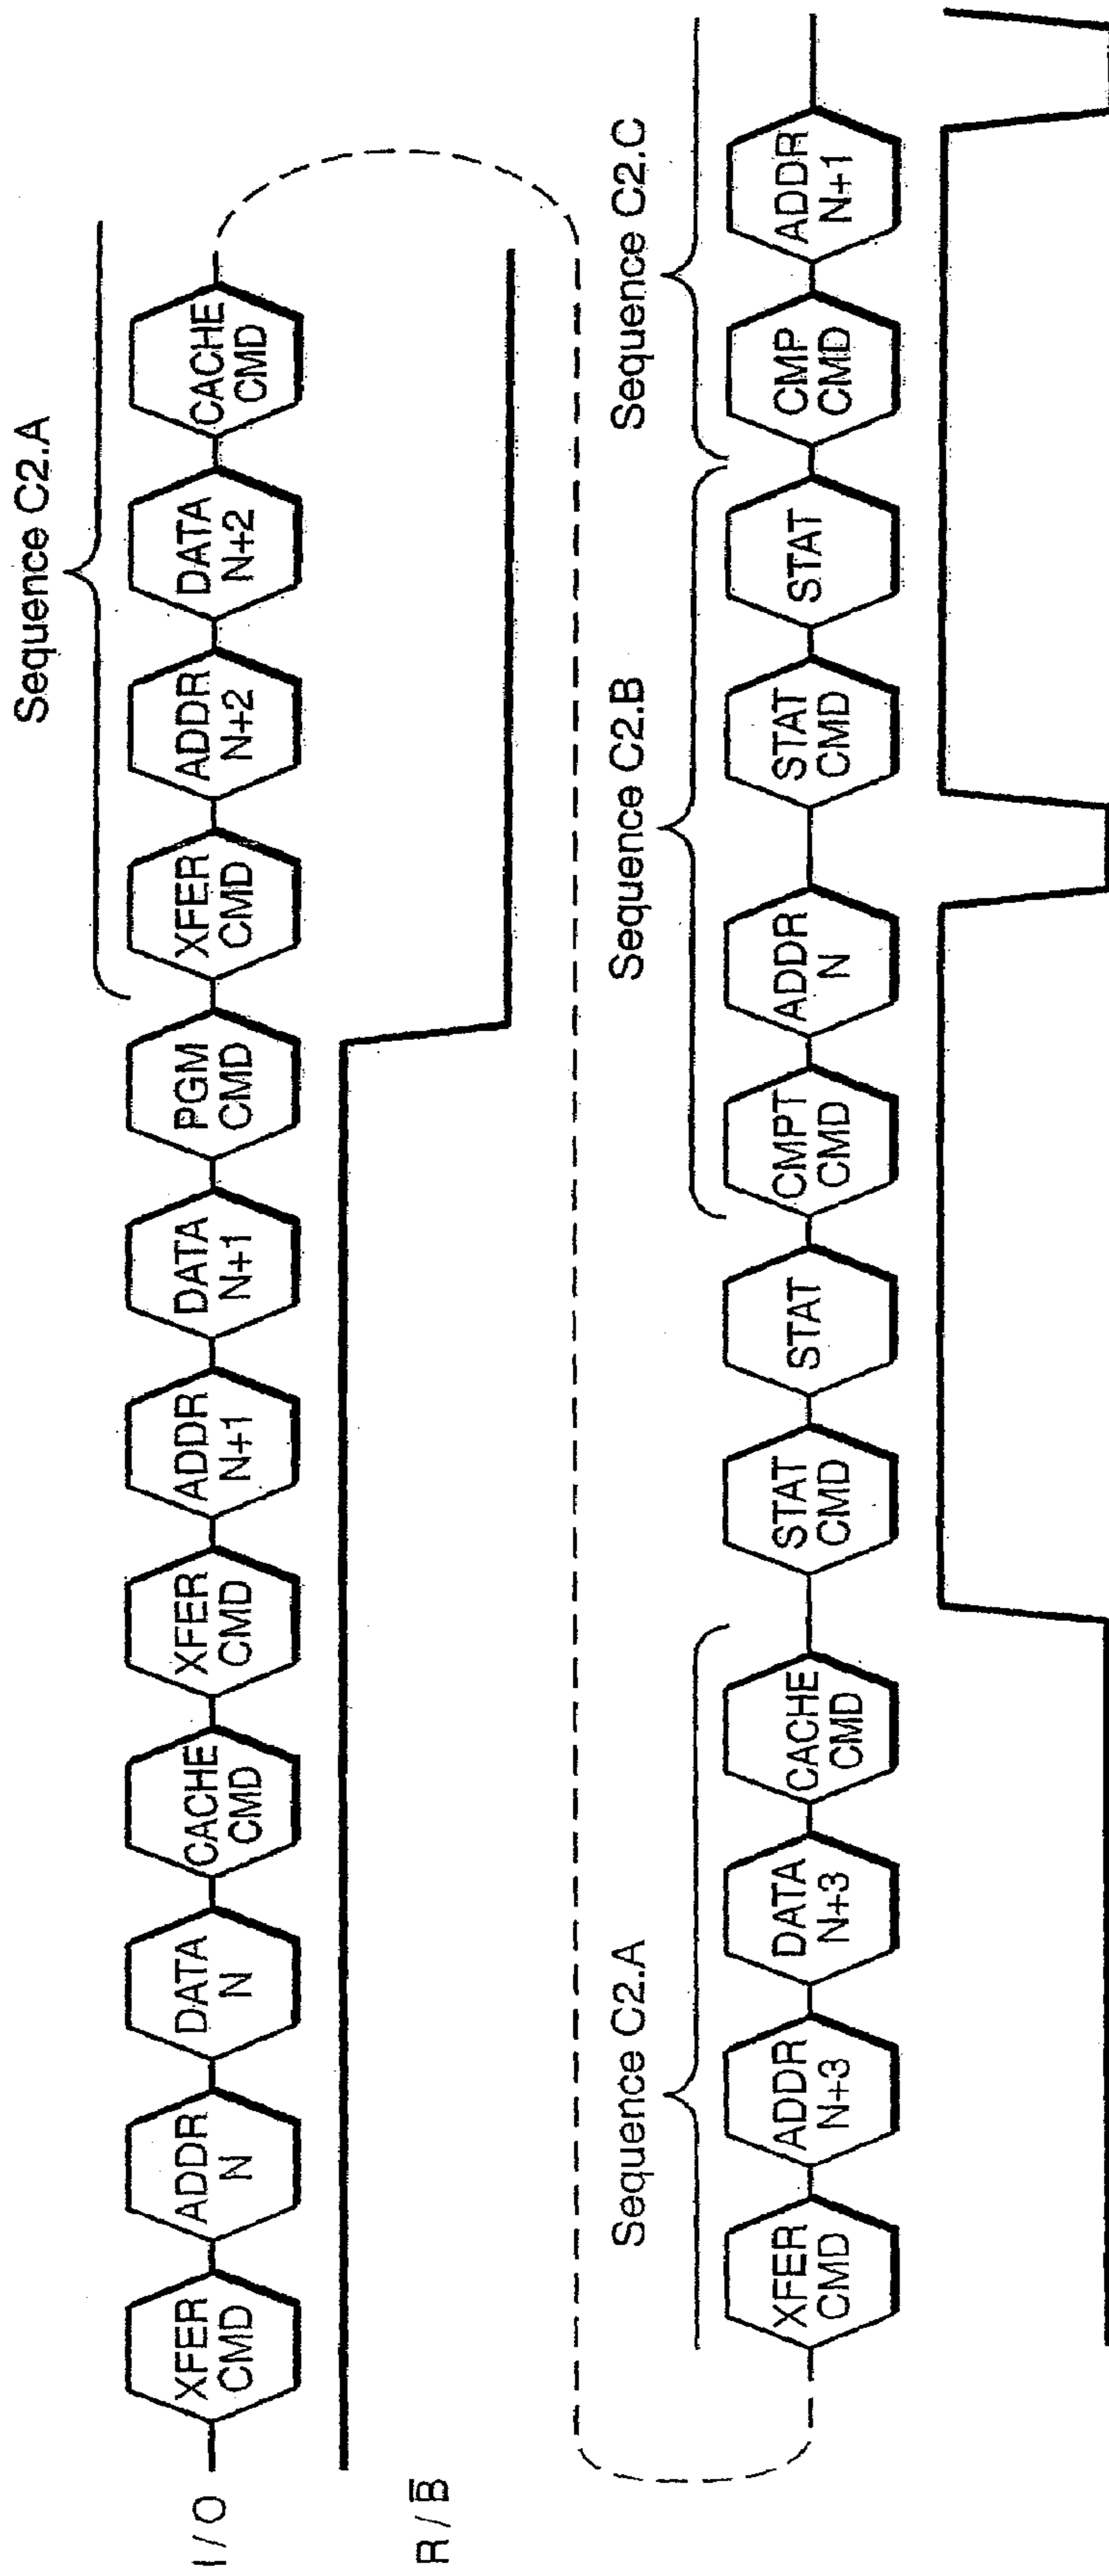 Sequence C2.A
I / O
XFER
CMD
ADDR
N
DATA
N
CACHE
CMD
XFER
CMD
ADDR
N+1
DATA
N+1
PGM
CMD
XFER
CMD
ADDR
N+2
DATA
N+2
CACHE
CMD
R / B̅
Sequence C2.A
Sequence C2.B
Sequence C2.C
XFER
CMD
ADDR
N+3
DATA
N+3
CACHE
CMD
STAT
CMD
STAT
CMPT
CMD
ADDR
N
STAT
CMD
STAT
CMP
CMD
ADDR
N+1